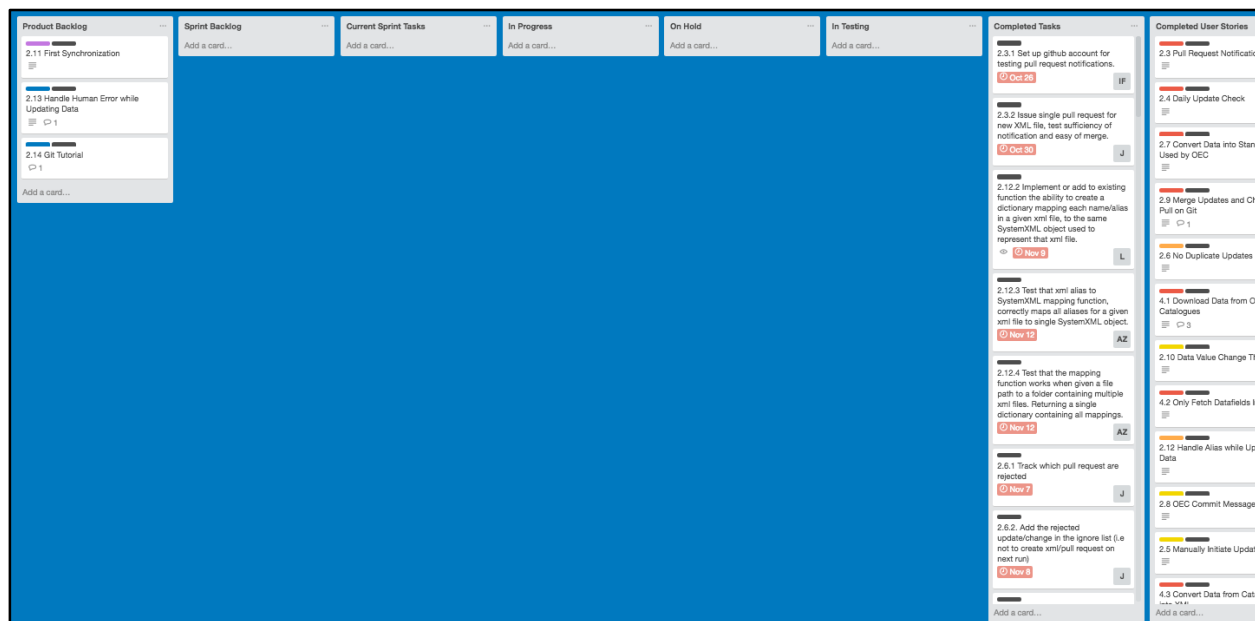 Product Backlog
2.11 First Synchronization
2.13 Handle Human Error while
Updating Data
1
2.14 Git Tutorial
1
Add a card...
Sprint Backlog
Add a card...
Current Sprint Tasks
Add a card...
In Progress
Add a card...
On Hold
Add a card...
In Testing
Add a card...
Completed Tasks
2.3.1 Set up github account for
testing pull request notifications.
Oct 26
IF
2.3.2 Issue single pull request for
new XML file, test sufficiency of
notification and easy of merge.
Oct 30
J
2.12.2 Implement or add to existing
function the ability to create a
dictionary mapping each name/alias
in a given xml file, to the same
SystemXML object used to
represent that xml file.
Nov 9
L
2.12.3 Test that xml alias to
SystemXML mapping function,
correctly maps all aliases for a given
xml file to single SystemXML object.
Nov 12
AZ
2.12.4 Test that the mapping
function works when given a file
path to a folder containing multiple
xml files. Returning a single
dictionary containing all mappings.
Nov 12
AZ
2.6.1 Track which pull request are
rejected
Nov 7
J
2.6.2. Add the rejected
update/change in the ignore list (i.e
not to create xml/pull request on
next run)
Nov 8
J
Add a card...
Completed User Stories
2.3 Pull Request
2.4 Daily Update Check
2.7 Convert Data into
Used by OEC
2.9 Merge Updates and
Pull on Git
1
2.6 No Duplicate Updates
4.1 Download Data from
Catalogues
3
2.10 Data Value Change
4.2 Only Fetch Datafields
2.12 Handle Alias while
Data
2.8 OEC Commit Message
2.5 Manually Initiate
4.3 Convert Data from
Add a card...